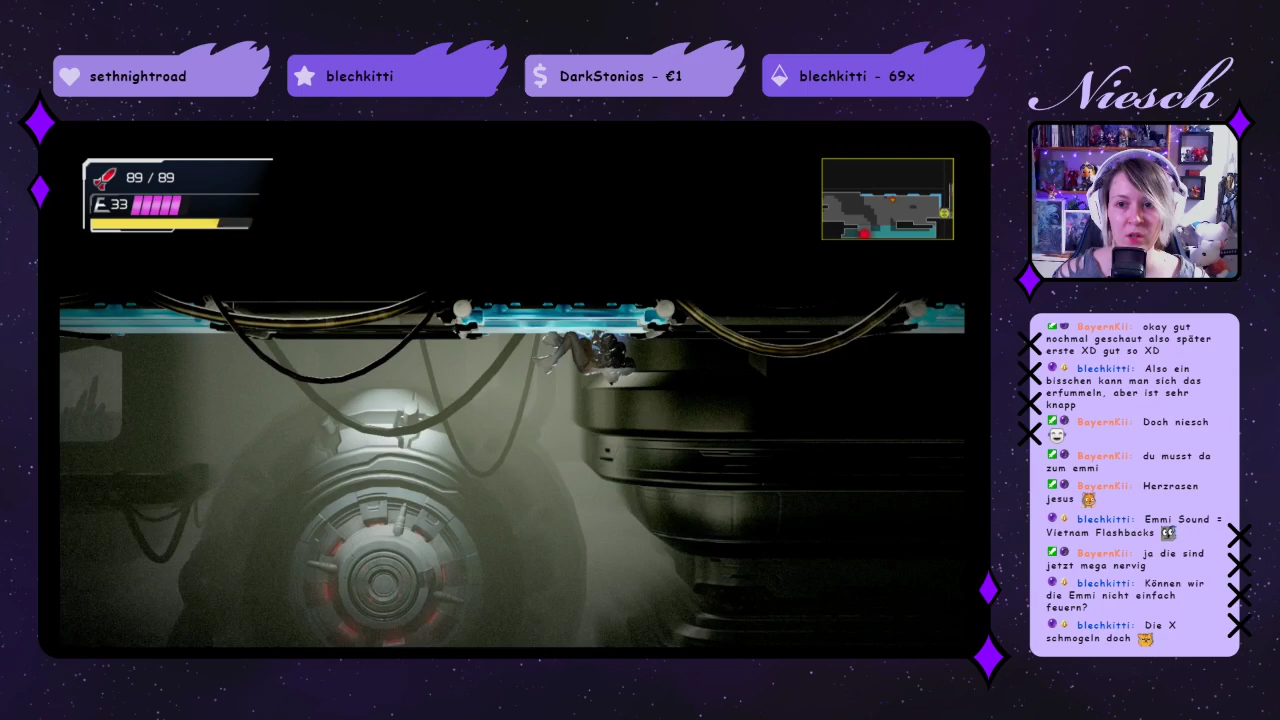 sethnightroad
blechkitti
DarkStonios - €1
blechkitti - 69x
Niesch
89 / 89
E 33
BayernKii: okay gut
nochmal geschaut also später
erste XD gut so XD
blechkitti: Also ein
bisschen kann man sich das
erfummeln, aber ist sehr
knapp
BayernKii: Doch niesch
BayernKii: du musst da
zum emmi
BayernKii: Herzrasen
jesus
blechkitti: Emmi Sound =
Vietnam Flashbacks
BayernKii: ja die sind
jetzt mega nervig
blechkitti: Können wir
die Emmi nicht einfach
feuern?
blechkitti: Die X
schmogeln doch